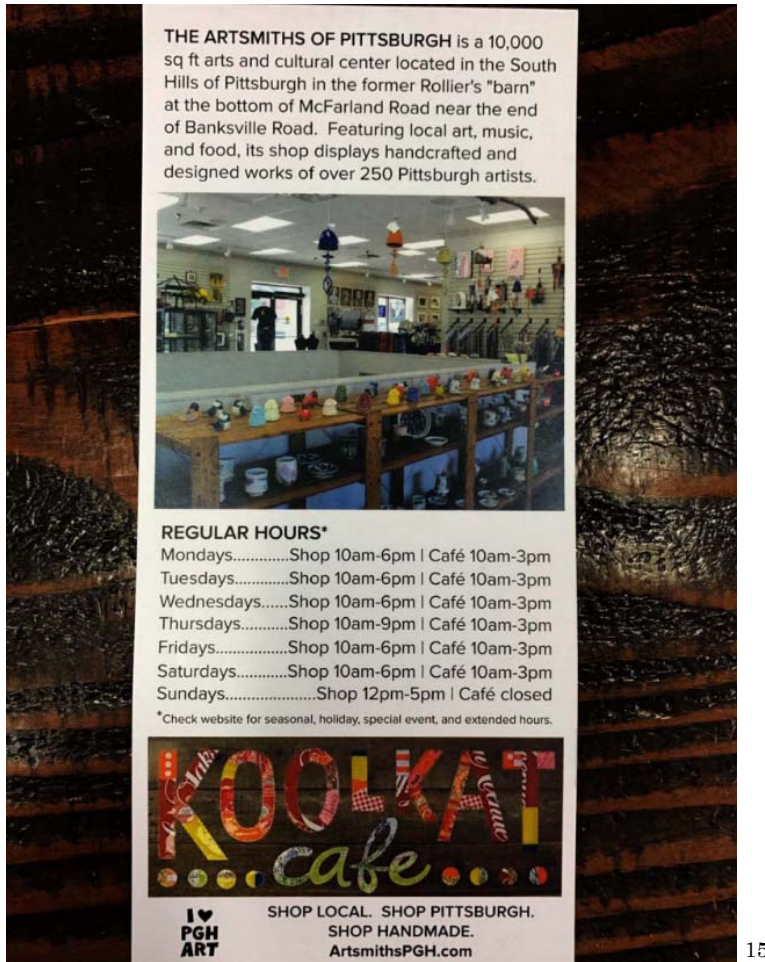 THE ARTSMITHS OF PITTSBURGH is a 10,000
sq ft arts and cultural center located in the South
Hills of Pittsburgh in the former Rollier's "barn"
at the bottom of McFarland Road near the end
of Banksville Road. Featuring local art, music,
and food, its shop displays handcrafted and
designed works of over 250 Pittsburgh artists.
REGULAR HOURS*
Mondays.............Shop 10am-6pm | Café 10am-3pm
Tuesdays.............Shop 10am-6pm | Café 10am-3pm
Wednesdays......Shop 10am-6pm | Café 10am-3pm
Thursdays...........Shop 10am-9pm | Café 10am-3pm
Fridays.................Shop 10am-6pm | Café 10am-3pm
Saturdays............Shop 10am-6pm | Café 10am-3pm
Sundays.....................Shop 12pm-5pm | Café closed
*Check website for seasonal, holiday, special event, and extended hours.
KOOLKAT
cafe
I ♥
PGH
ART
SHOP LOCAL. SHOP PITTSBURGH.
SHOP HANDMADE.
ArtsmithsPGH.com
15